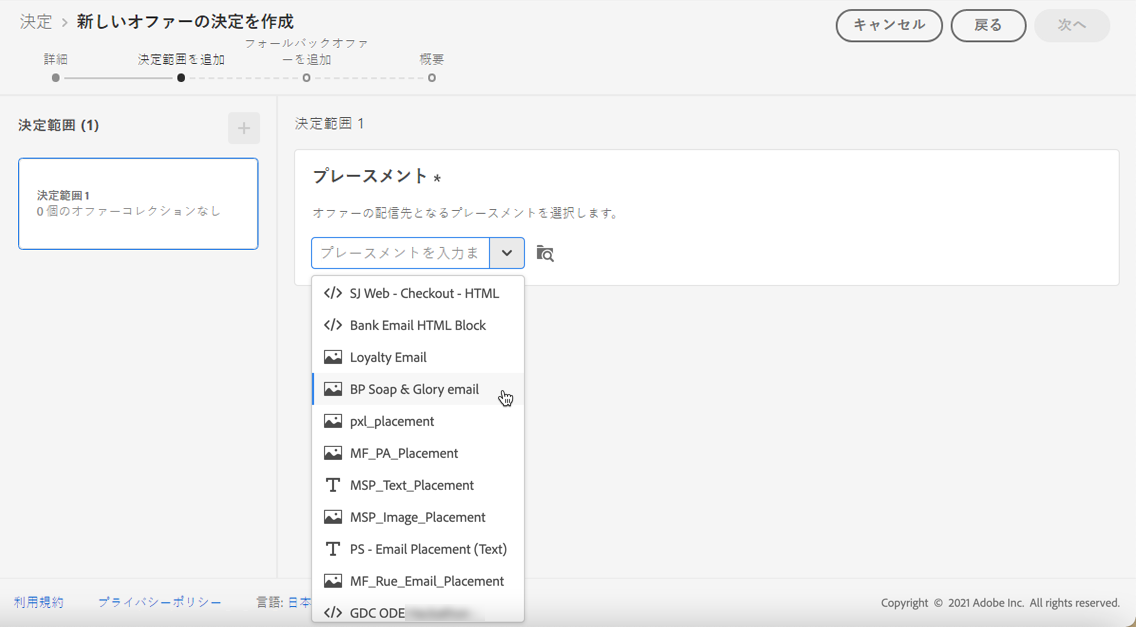 決定 > 新しいオファーの決定を作成
キャンセル
戻る
次へ
詳細
決定範囲を追加
フォールバックオファ
ーを追加
概要
決定範囲 (1)
決定範囲 1
0 個のオファーコレクションなし
決定範囲 1
プレースメント *
オファーの配信先となるプレースメントを選択します。
プレースメントを入力ま
SJ Web - Checkout - HTML
Bank Email HTML Block
Loyalty Email
BP Soap & Glory email
pxl_placement
MF_PA_Placement
MSP_Text_Placement
MSP_Image_Placement
PS - Email Placement (Text)
MF_Rue_Email_Placement
GDC ODE
利用規約
プライバシーポリシー
言語: 日本
Copyright © 2021 Adobe Inc. All rights reserved.